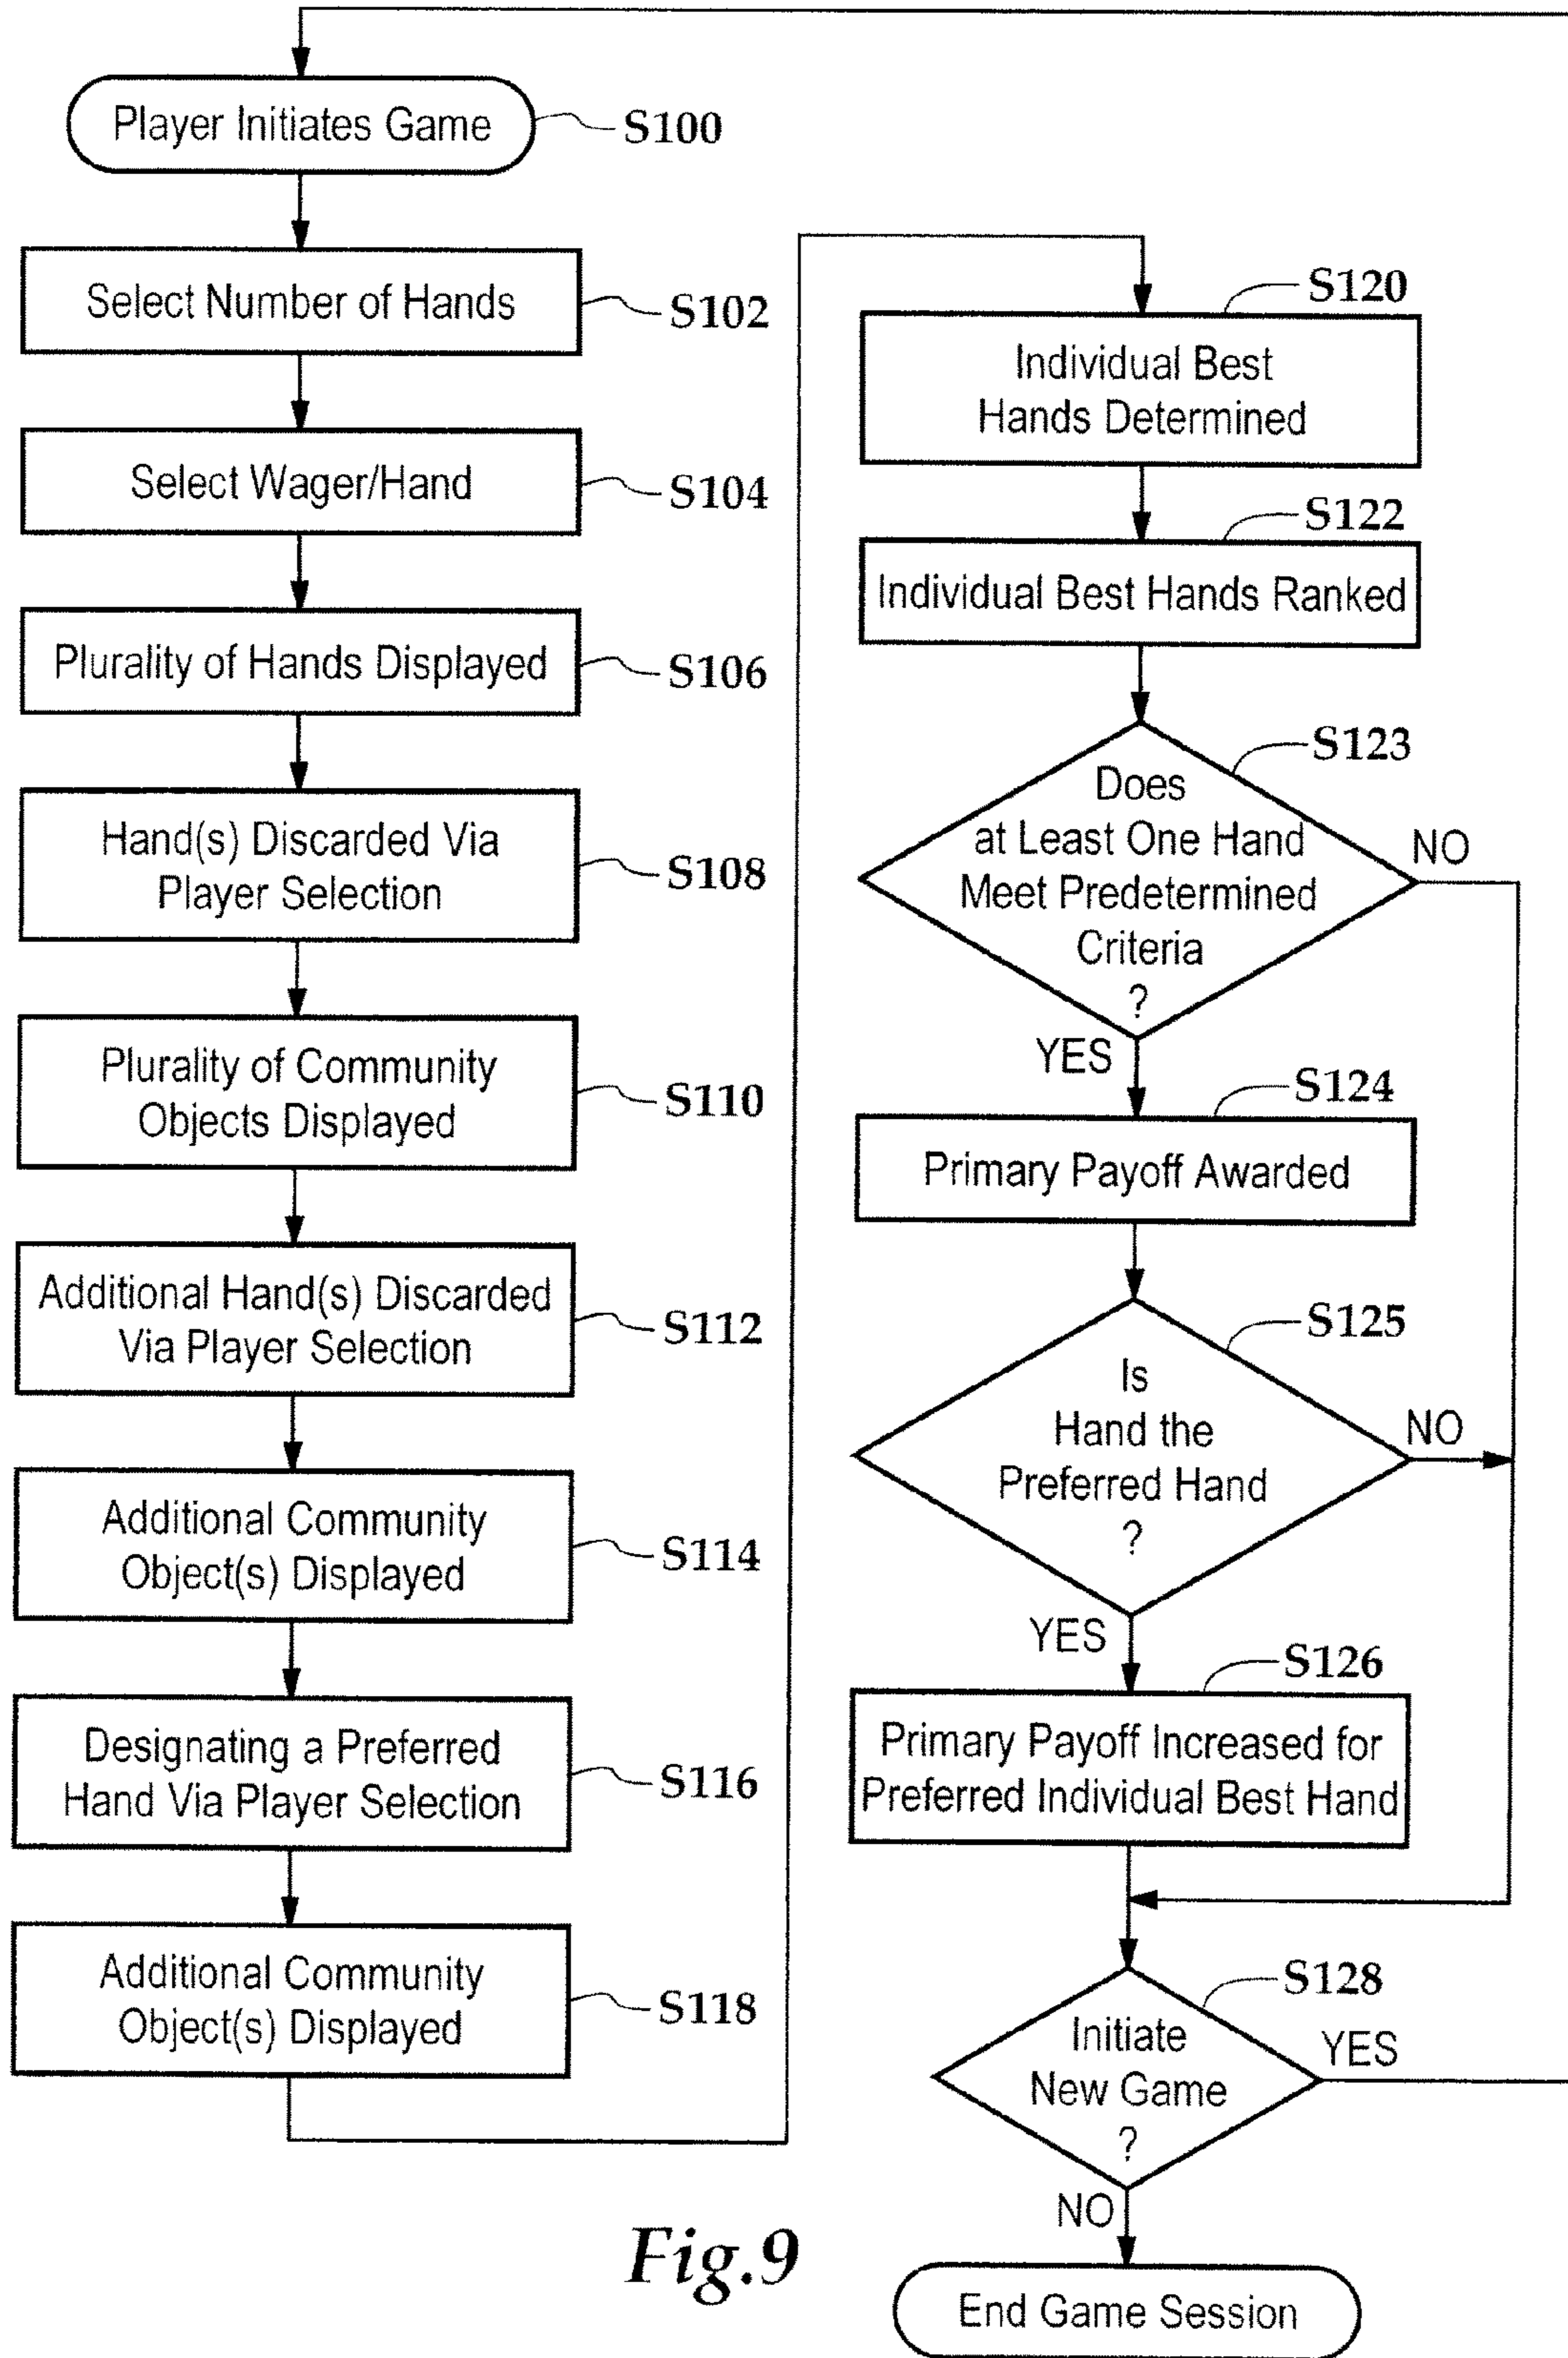 Player Initiates Game
S100
Select Number of Hands
S102
Select Wager/Hand
S104
Plurality of Hands Displayed
S106
Hand(s) Discarded Via
Player Selection
S108
Plurality of Community
Objects Displayed
S110
Additional Hand(s) Discarded
Via Player Selection
S112
Additional Community
Object(s) Displayed
S114
Designating a Preferred
Hand Via Player Selection
S116
Additional Community
Object(s) Displayed
S118
S120
Individual Best
Hands Determined
S122
Individual Best Hands Ranked
S123
Does
at Least One Hand
Meet Predetermined
Criteria
?
NO
YES
S124
Primary Payoff Awarded
S125
Is
Hand the
Preferred Hand
?
NO
YES
S126
Primary Payoff Increased for
Preferred Individual Best Hand
S128
Initiate
New Game
?
YES
NO
End Game Session
Fig.9